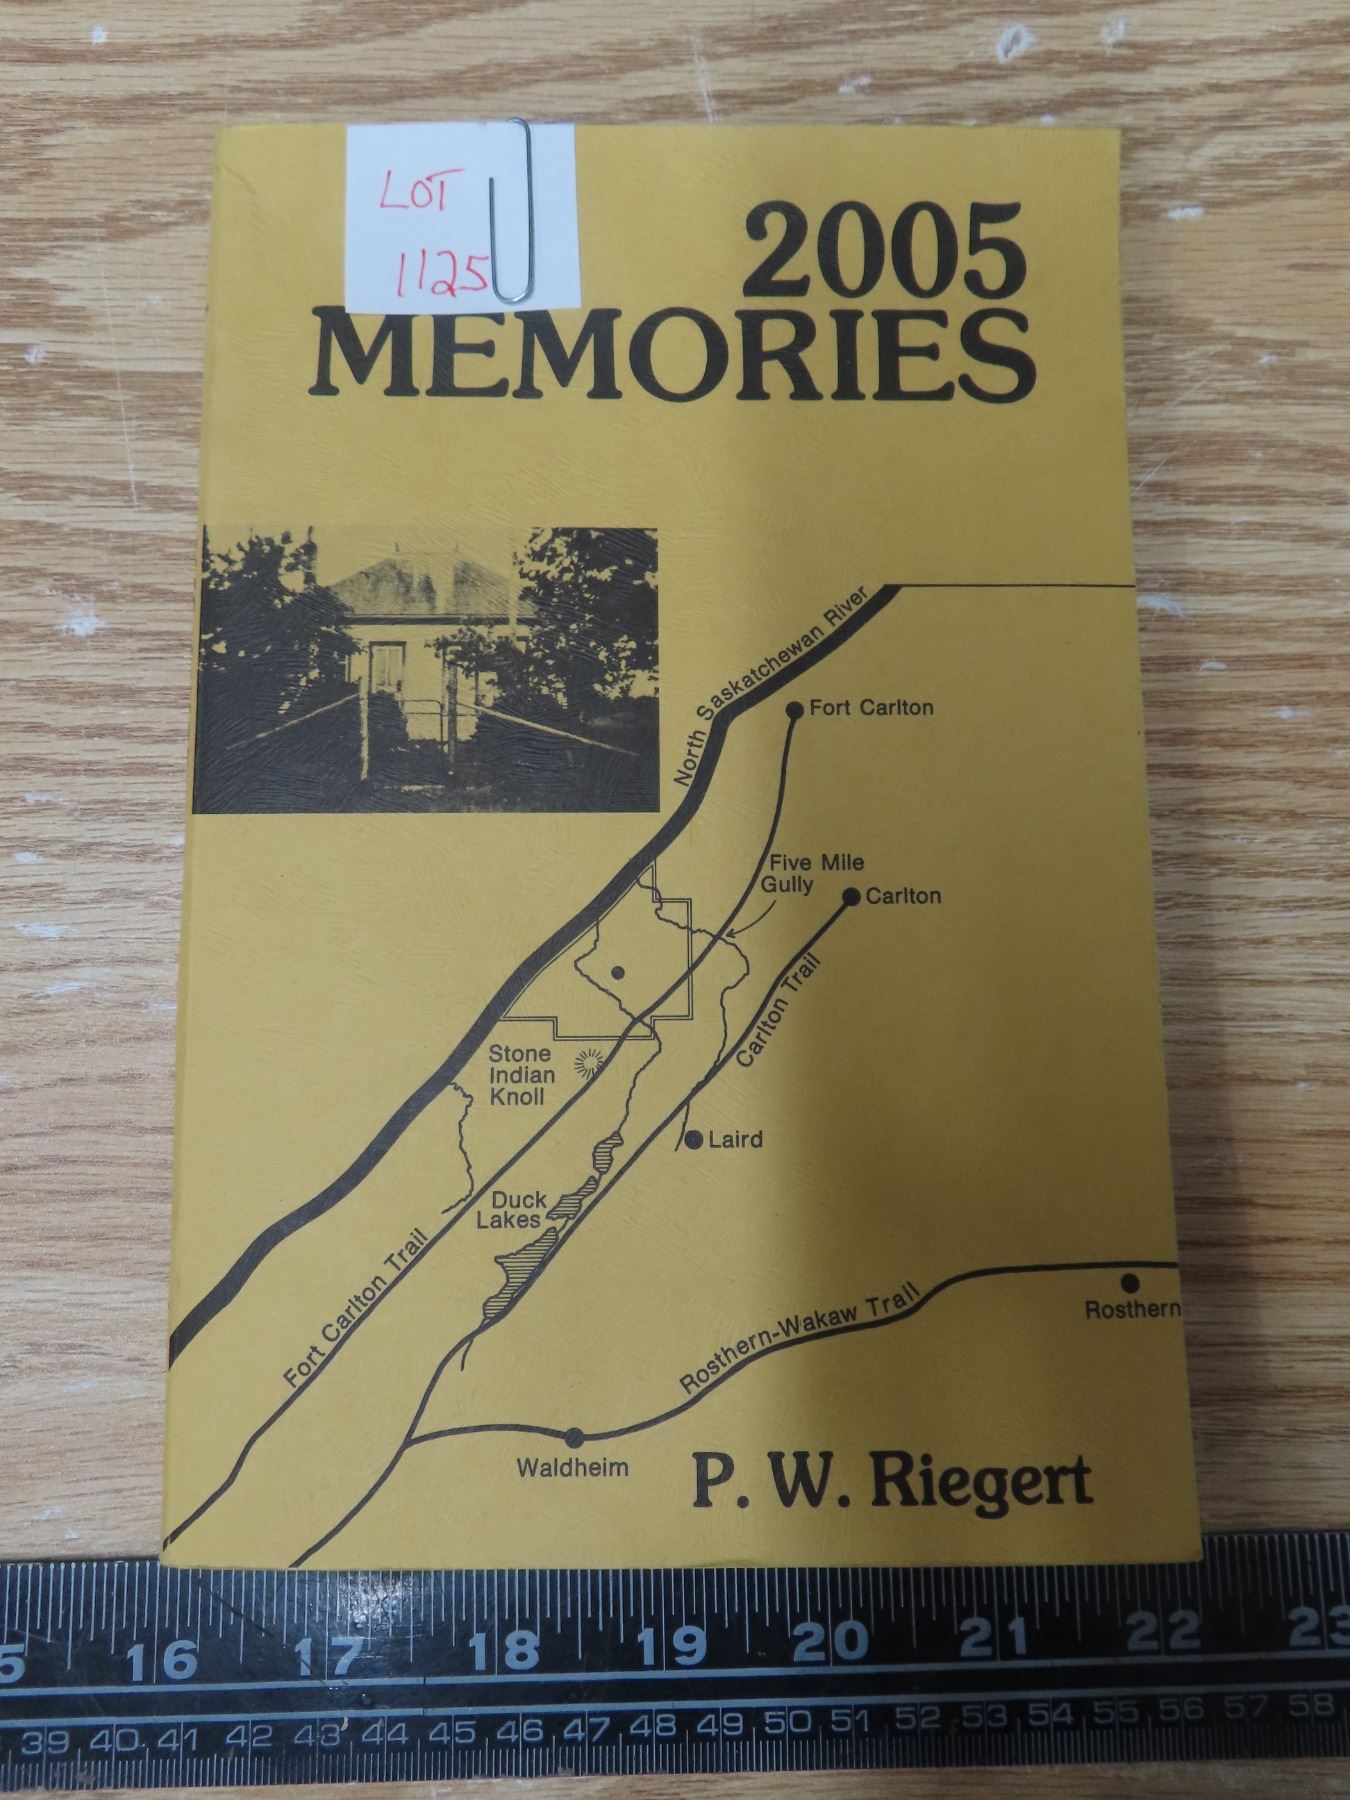 LOT
1125
2005
MEMORIES
North Saskatchewan River
Fort Carlton
Five Mile
Gully
Carlton
Carlton Trail
Stone
Indian
Knoll
Laird
Duck
Lakes
Fort Carlton Trail
Rosthern-Wakaw Trail
Rosthern
Waldheim
P. W. Riegert
5 16 17 18 19 20 21 22 23
39 40 41 42 43 44 45 46 47 48 49 50 51 52 53 54 55 56 57 58